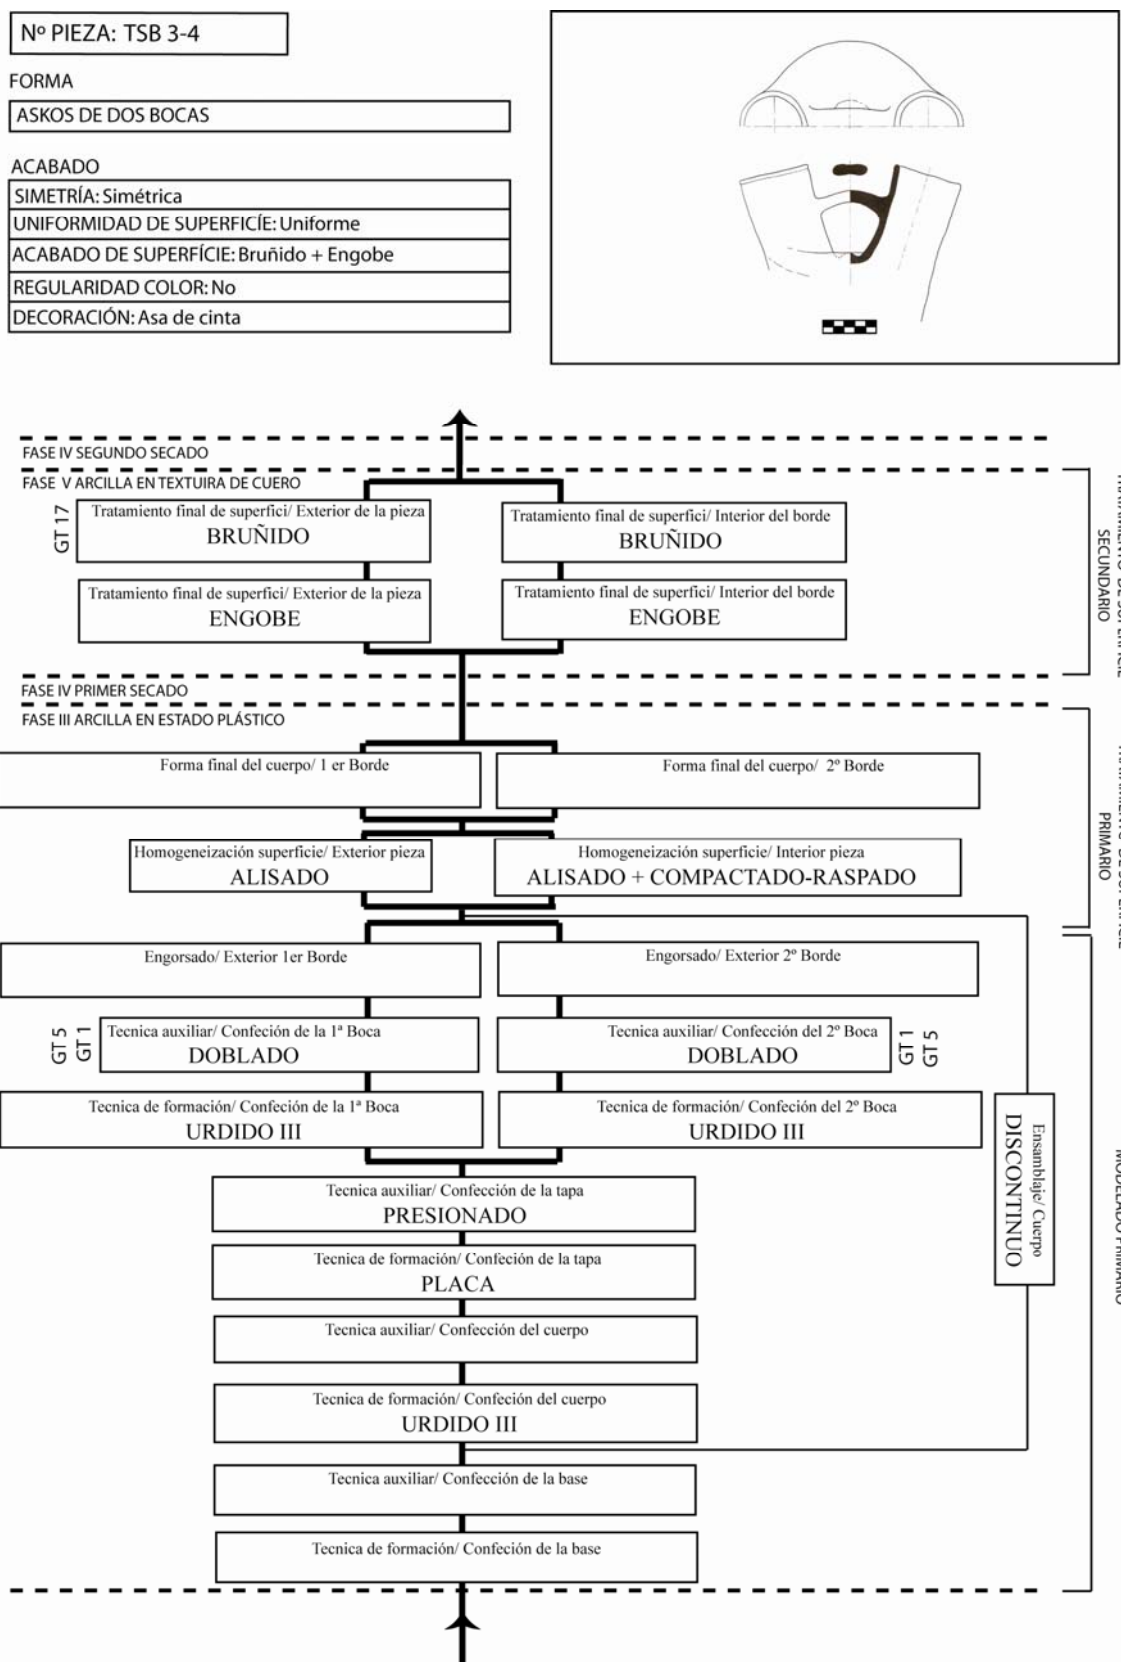 Nº PIEZA: TSB 3-4
FORMA
ASKOS DE DOS BOCAS
ACABADO
SIMETRÍA: Simétrica
UNIFORMIDAD DE SUPERFICÍE: Uniforme
ACABADO DE SUPERFÍCIE: Bruñido + Engobe
REGULARIDAD COLOR: No
DECORACIÓN: Asa de cinta
FASE IV SEGUNDO SECADO
FASE V ARCILLA EN TEXTUIRA DE CUERO
GT 17
Tratamiento final de superfici/ Exterior de la pieza
BRUÑIDO
Tratamiento final de superfici/ Interior del borde
BRUÑIDO
Tratamiento final de superfici/ Exterior de la pieza
ENGOBE
Tratamiento final de superfici/ Interior del borde
ENGOBE
SECUNDARIO
FASE IV PRIMER SECADO
FASE III ARCILLA EN ESTADO PLÁSTICO
Forma final del cuerpo/ 1 er Borde
Forma final del cuerpo/ 2º Borde
Homogeneización superficie/ Exterior pieza
ALISADO
Homogeneización superficie/ Interior pieza
ALISADO + COMPACTADO-RASPADO
PRIMARIO
Engorsado/ Exterior 1er Borde
Engorsado/ Exterior 2º Borde
GT 5
GT 1
Tecnica auxiliar/ Confeción de la 1ª Boca
DOBLADO
Tecnica auxiliar/ Confección del 2º Boca
DOBLADO
GT 1
GT 5
Tecnica de formación/ Confeción de la 1ª Boca
URDIDO III
Tecnica de formación/ Confeción del 2º Boca
URDIDO III
Ensamblaje/ Cuerpo
DISCONTINUO
Tecnica auxiliar/ Confección de la tapa
PRESIONADO
Tecnica de formación/ Confeción de la tapa
PLACA
Tecnica auxiliar/ Confección del cuerpo
Tecnica de formación/ Confeción del cuerpo
URDIDO III
Tecnica auxiliar/ Confección de la base
Tecnica de formación/ Confeción de la base